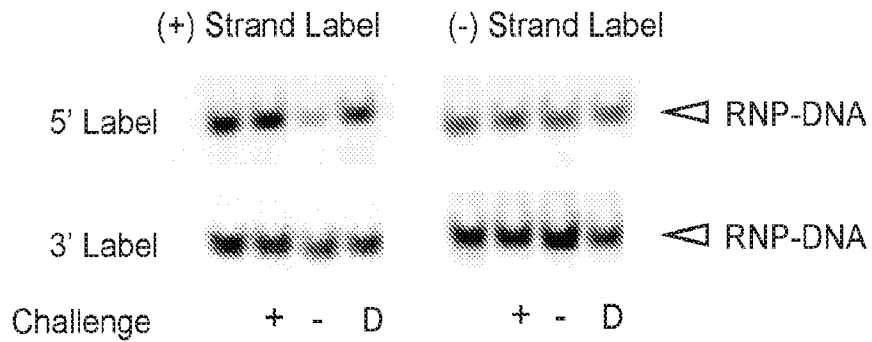 (+) Strand Label (-) Strand Label
5' Label RNP-DNA
3' Label RNP-DNA
Challenge + - D + - D